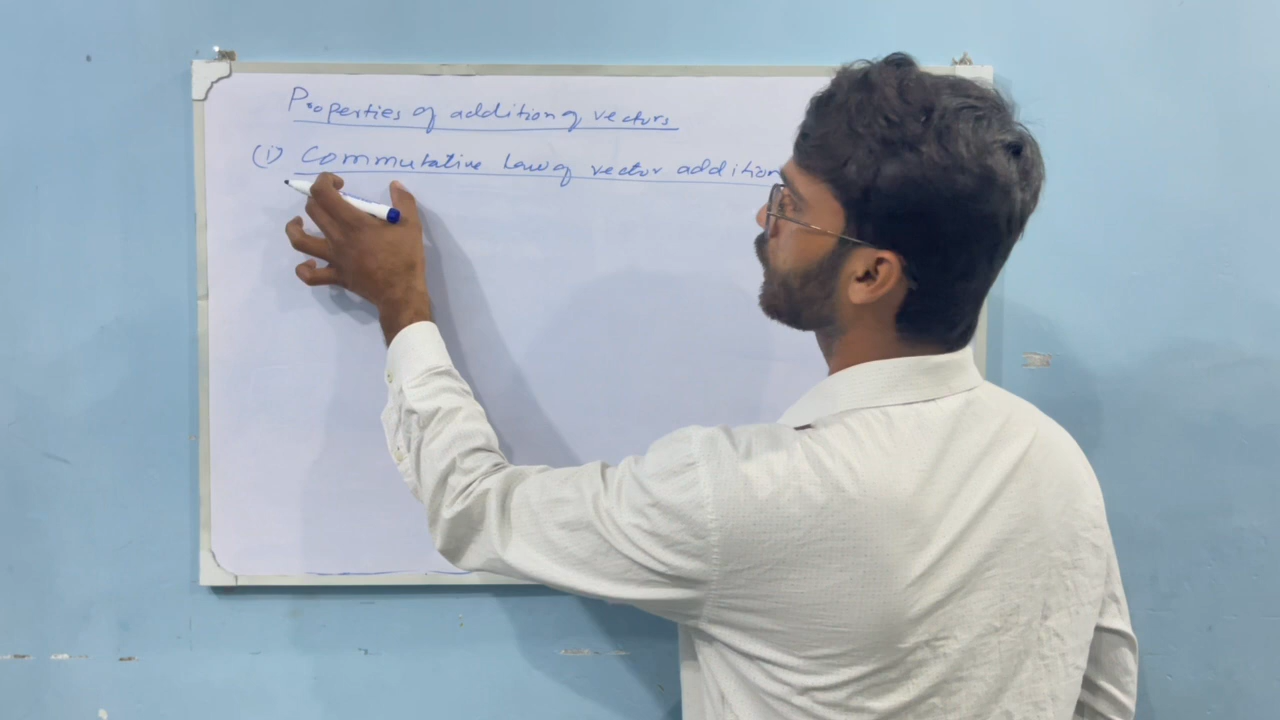 Properties of addition of vectors
(i) Commutative law of vector addition